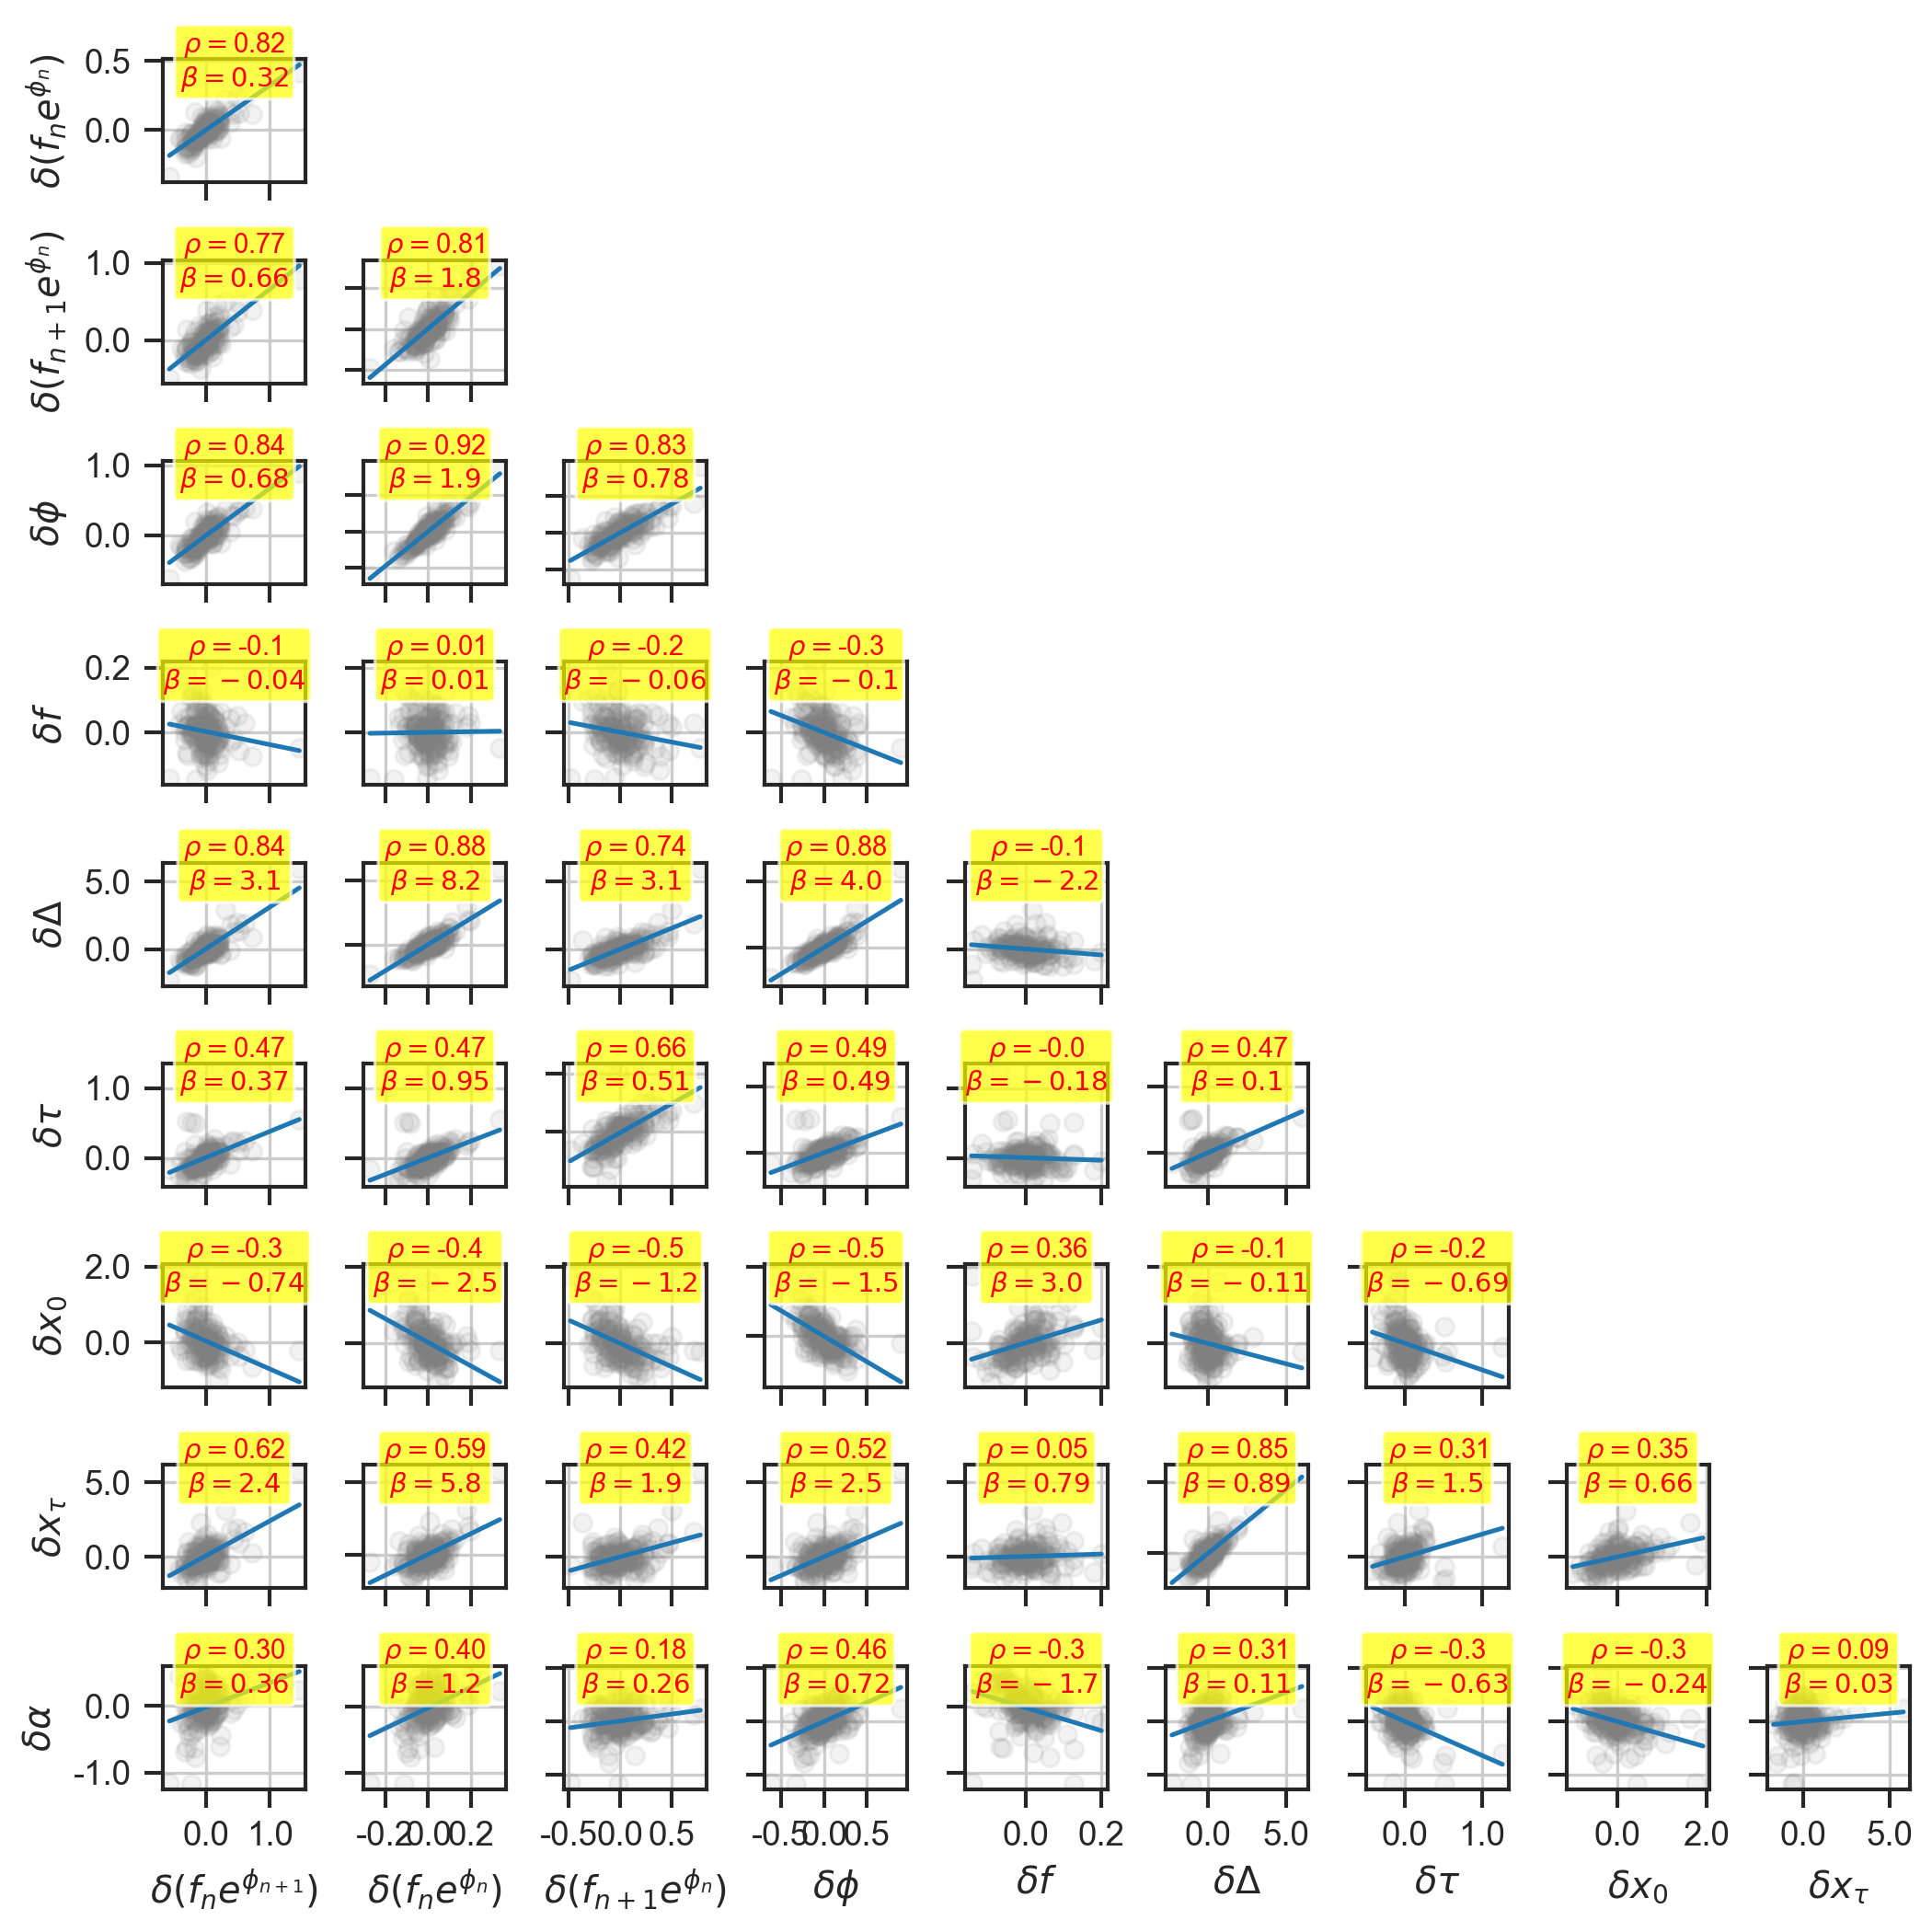 ρ = 0.82
β = 0.32
0.5
0.0
δ(fₙe^ϕₙ)
ρ = 0.77
β = 0.66
ρ = 0.81
β = 1.8
1.0
0.0
δ(fₙ₊₁e^ϕₙ)
ρ = 0.84
β = 0.68
ρ = 0.92
β = 1.9
ρ = 0.83
β = 0.78
1.0
0.0
δϕ
ρ = -0.1
β = −0.04
ρ = 0.01
β = 0.01
ρ = -0.2
β = −0.06
ρ = -0.3
β = −0.1
0.2
0.0
δf
ρ = 0.84
β = 3.1
ρ = 0.88
β = 8.2
ρ = 0.74
β = 3.1
ρ = 0.88
β = 4.0
ρ = -0.1
β = −2.2
5.0
0.0
δΔ
ρ = 0.47
β = 0.37
ρ = 0.47
β = 0.95
ρ = 0.66
β = 0.51
ρ = 0.49
β = 0.49
ρ = -0.0
β = −0.18
ρ = 0.47
β = 0.1
1.0
0.0
δτ
ρ = -0.3
β = −0.74
ρ = -0.4
β = −2.5
ρ = -0.5
β = −1.2
ρ = -0.5
β = −1.5
ρ = 0.36
β = 3.0
ρ = -0.1
β = −0.11
ρ = -0.2
β = −0.69
2.0
0.0
δx₀
ρ = 0.62
β = 2.4
ρ = 0.59
β = 5.8
ρ = 0.42
β = 1.9
ρ = 0.52
β = 2.5
ρ = 0.05
β = 0.79
ρ = 0.85
β = 0.89
ρ = 0.31
β = 1.5
ρ = 0.35
β = 0.66
5.0
0.0
δx_τ
ρ = 0.30
β = 0.36
ρ = 0.40
β = 1.2
ρ = 0.18
β = 0.26
ρ = 0.46
β = 0.72
ρ = -0.3
β = −1.7
ρ = 0.31
β = 0.11
ρ = -0.3
β = −0.63
ρ = -0.3
β = −0.24
ρ = 0.09
β = 0.03
0.0
-1.0
δα
0.0 1.0
-0.2 0.0 0.2
-0.5 0.0 0.5
-0.5 0.0 0.5
0.0 0.2
0.0 5.0
0.0 1.0
0.0 2.0
0.0 5.0
δ(fₙe^ϕₙ₊₁)
δ(fₙe^ϕₙ)
δ(fₙ₊₁e^ϕₙ)
δϕ
δf
δΔ
δτ
δx₀
δx_τ